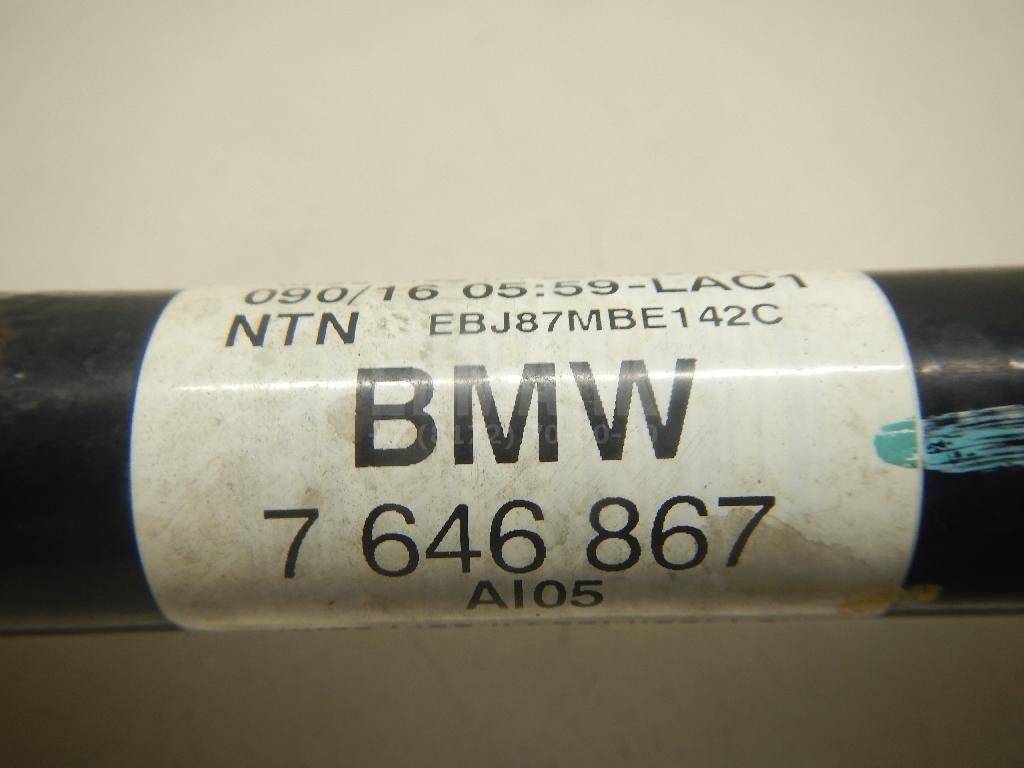 090/16 05:59-LAC1
NTN EBJ87MBE142C
BMW
7 646 867
AI05